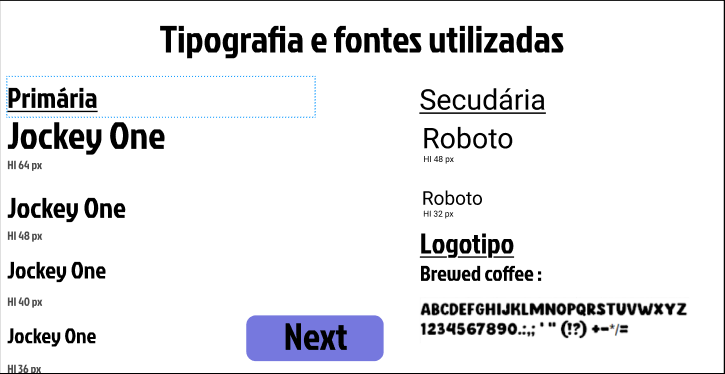 Tipografia e fontes utilizadas
Primária
Jockey One
HI 64 px
Jockey One
HI 48 px
Jockey One
HI 40 px
Jockey One
HI 36 px
Secudária
Roboto
HI 48 px
Roboto
HI 32 px
Logotipo
Brewed coffee :
ABCDEFGHIJKLMNOPQRSTUVWXYZ
1234567890.:,; ' " (!?) +-*/=
Next